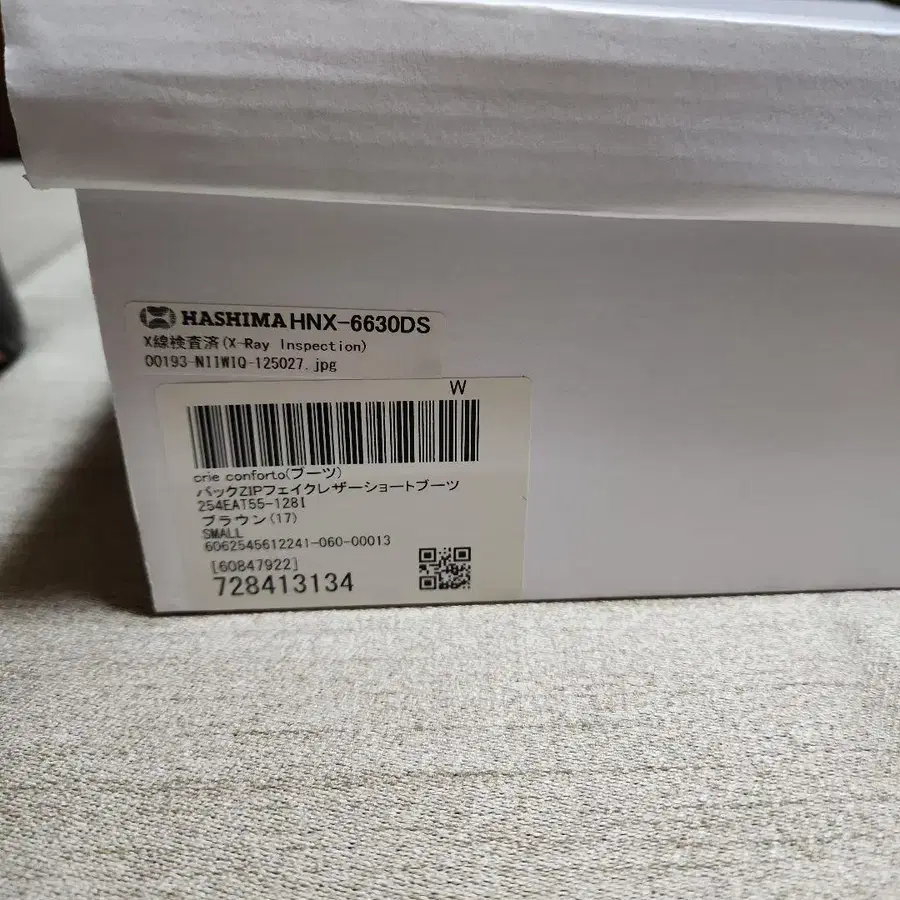 HASHIMA HNX-6630DS
X線検査済(X-Ray Inspection)
00193-NIIWIQ-125027.jpg
W
crie conforto(ブーツ)
バックZIPフェイクレザーショートブーツ
254EAT55-128I
ブラウン(17)
SMALL
6062545612241-060-00013
[60847922]
728413134